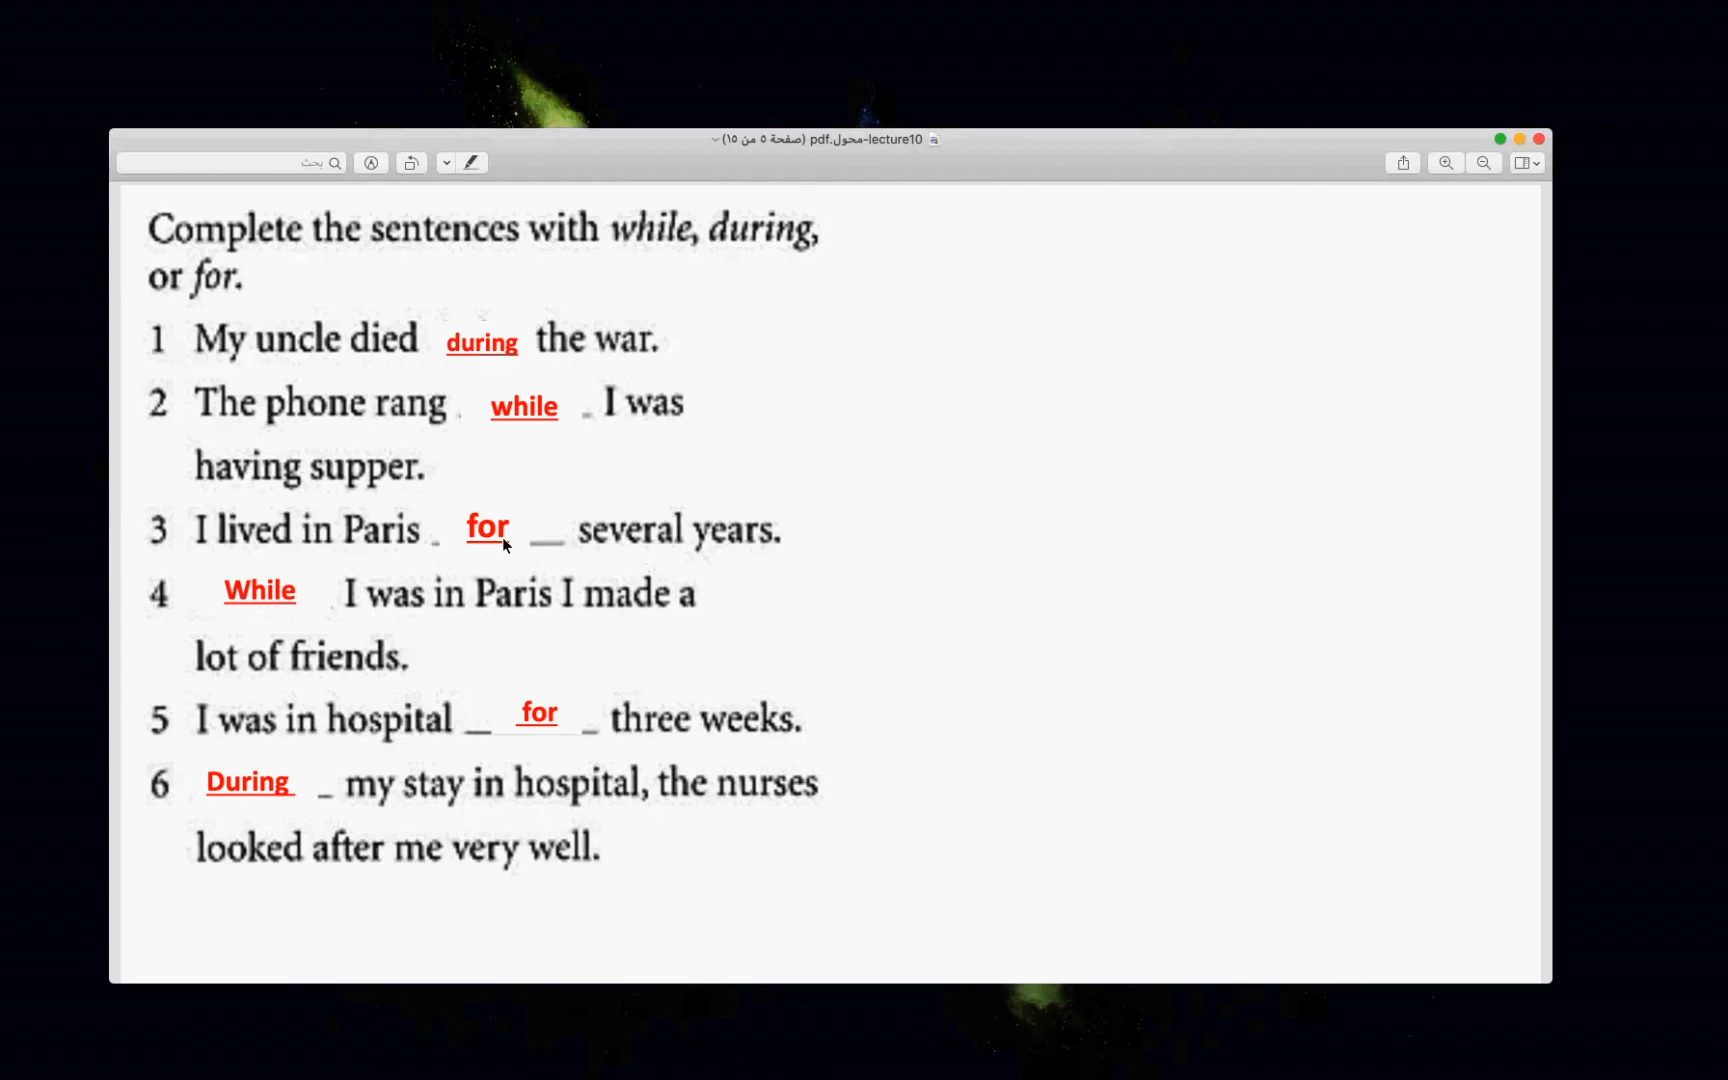 lecture10-محول.pdf (صفحة ٥ من ١٥)
بحث
Complete the sentences with while, during,
or for.
1 My uncle died during the war.
2 The phone rang while I was
having supper.
3 I lived in Paris for several years.
4 While I was in Paris I made a
lot of friends.
5 I was in hospital for three weeks.
6 During my stay in hospital, the nurses
looked after me very well.